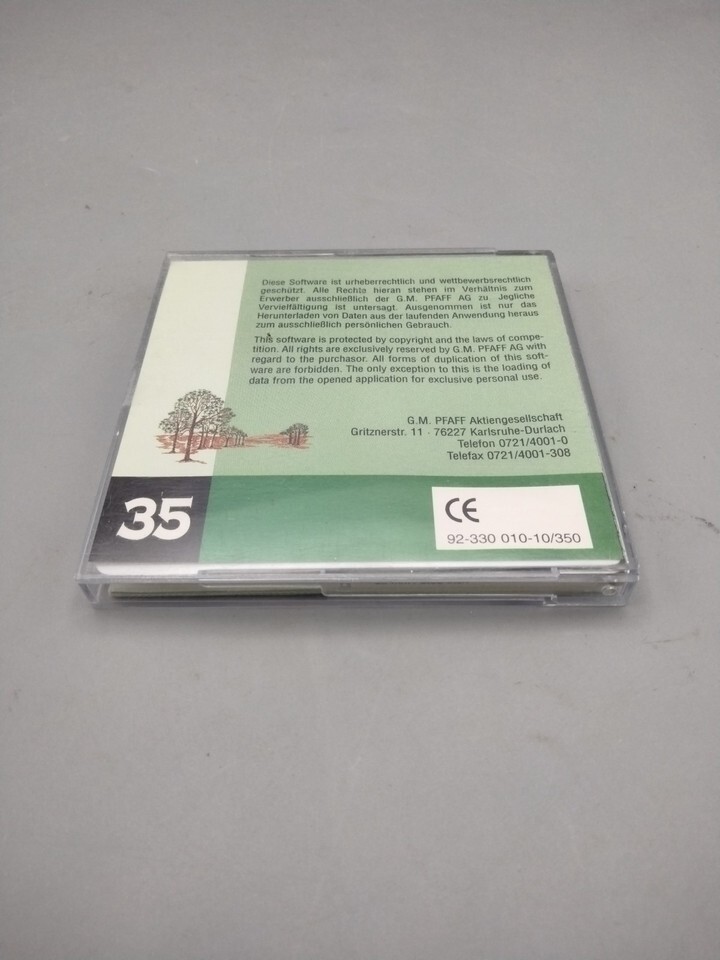 Diese Software ist urheberrechtlich und wettbewerbsrechtlich
geschützt. Alle Rechte hieran stehen im Verhältnis zum
Erwerber ausschließlich der G.M. PFAFF AG zu. Jegliche
Vervielfältigung ist untersagt. Ausgenommen ist nur das
Herunterladen von Daten aus der laufenden Anwendung heraus
zum ausschließlich persönlichen Gebrauch.
This software is protected by copyright and the laws of compe-
tition. All rights are exclusively reserved by G.M. PFAFF AG with
regard to the purchasor. All forms of duplication of this soft-
ware are forbidden. The only exception to this is the loading of
data from the opened application for exclusive personal use.
G.M. PFAFF Aktiengesellschaft
Gritznerstr. 11 · 76227 Karlsruhe-Durlach
Telefon 0721/4001-0
Telefax 0721/4001-308
35
CE
92-330 010-10/350